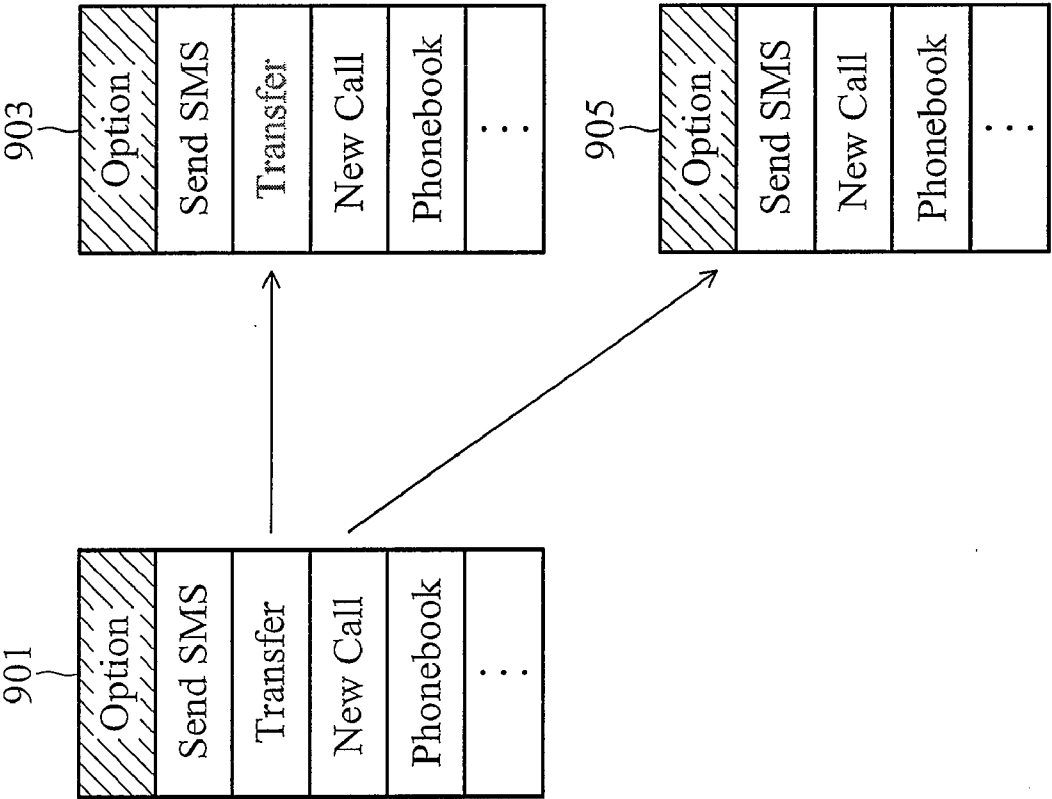 901
Option
Send SMS
Transfer
New Call
Phonebook
...
903
Option
Send SMS
Transfer
New Call
Phonebook
...
905
Option
Send SMS
New Call
Phonebook
...